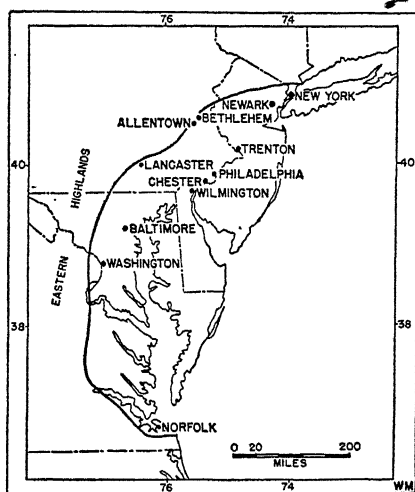 76 74
NEW YORK
NEWARK
BETHLEHEM
ALLENTOWN
TRENTON
40 LANCASTER PHILADELPHIA 40
CHESTER
WILMINGTON
HIGHLANDS
BALTIMORE
WASHINGTON
EASTERN
38 38
NORFOLK
0 20 200
MILES
WM
76 74